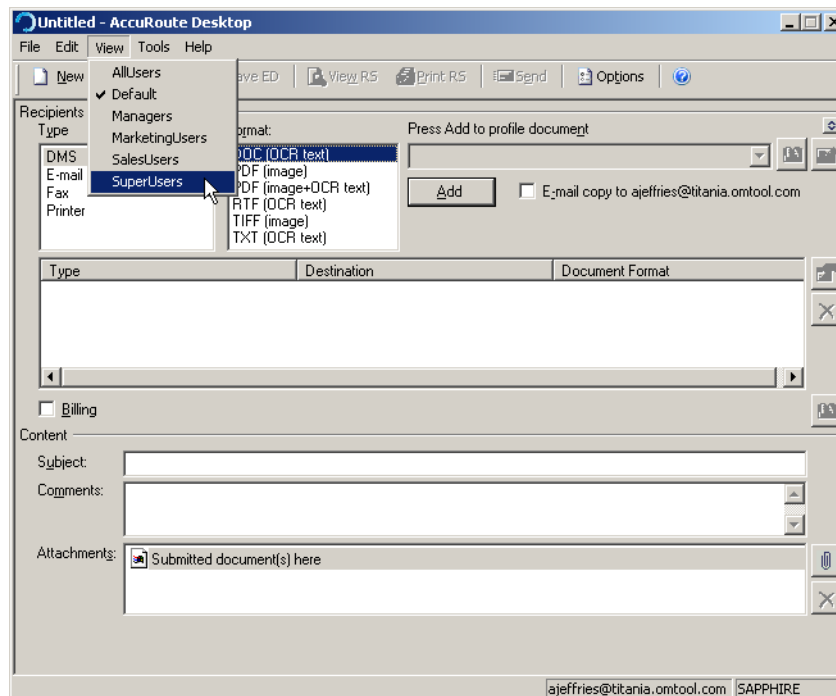 Untitled - AccuRoute Desktop
File Edit View Tools Help
New ave ED View RS Print RS Send Options
AllUsers
Default
Managers
MarketingUsers
SalesUsers
SuperUsers
Recipients
Type
DMS
E-mail
Fax
Printer
ormat:
DOC (OCR text)
PDF (image)
PDF (image+OCR text)
RTF (OCR text)
TIFF (image)
TXT (OCR text)
Press Add to profile document
Add E-mail copy to ajeffries@titania.omtool.com
Type Destination Document Format
Billing
Content
Subject:
Comments:
Attachments: Submitted document(s) here
ajeffries@titania.omtool.com SAPPHIRE